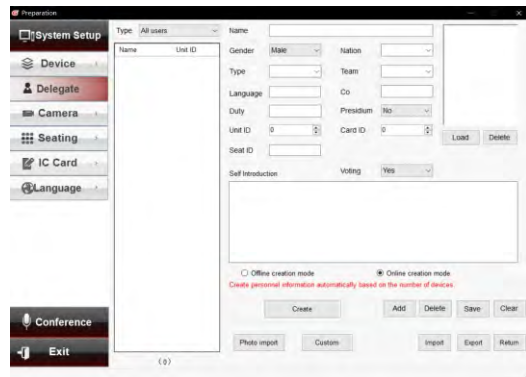 Preparation
System Setup
Device
Delegate
Camera
Seating
IC Card
Language
Conference
Exit
Type All users
Name Unit ID
(0)
Name
Gender Male Nation
Type Team
Language Co
Duty Presidium No
Unit ID 0 Card ID 0
Load Delete
Seat ID
Self Introduction Voting Yes
Offline creation mode Online creation mode
Create personnel information automatically based on the number of devices
Create Add Delete Save Clear
Photo import Custom Import Export Return